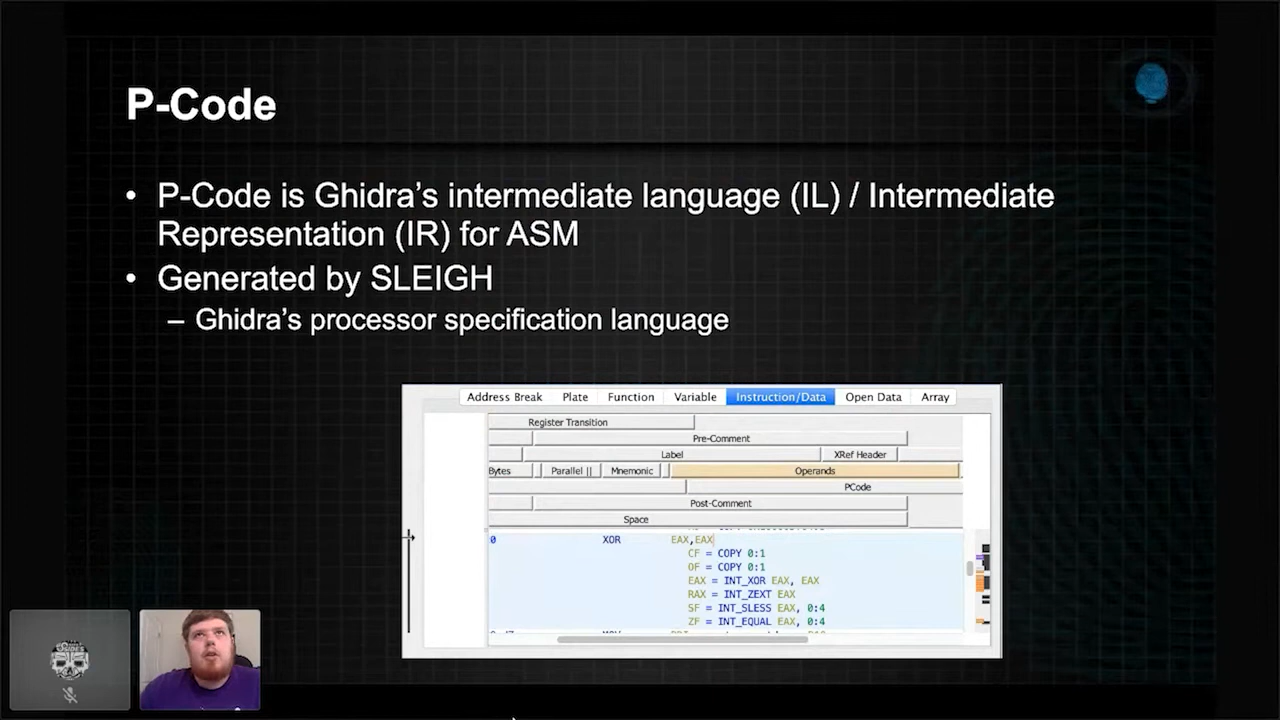 P-Code
• P-Code is Ghidra's intermediate language (IL) / Intermediate
Representation (IR) for ASM
• Generated by SLEIGH
– Ghidra's processor specification language
Address Break Plate Function Variable Instruction/Data Open Data Array
Register Transition
Pre-Comment
Label XRef Header
Bytes Parallel || Mnemonic Operands
PCode
Post-Comment
Space
0 XOR EAX,EAX
CF = COPY 0:1
OF = COPY 0:1
EAX = INT_XOR EAX, EAX
RAX = INT_ZEXT EAX
SF = INT_SLESS EAX, 0:4
ZF = INT_EQUAL EAX, 0:4